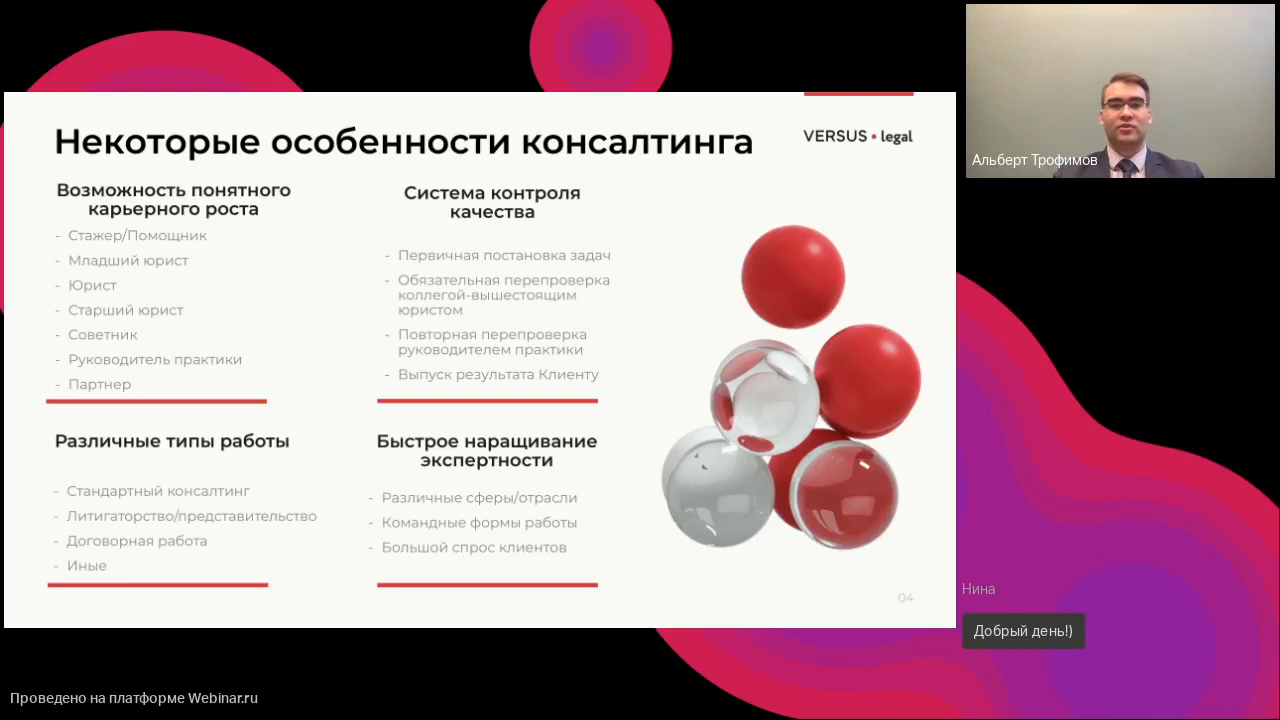 Некоторые особенности консалтинга
VERSUS • legal
Возможность понятного
карьерного роста
- Стажер/Помощник
- Младший юрист
- Юрист
- Старший юрист
- Советник
- Руководитель практики
- Партнер
Система контроля
качества
- Первичная постановка задач
- Обязательная перепроверка
коллегой-вышестоящим
юристом
- Повторная перепроверка
руководителем практики
- Выпуск результата Клиенту
Различные типы работы
- Стандартный консалтинг
- Литигаторство/представительство
- Договорная работа
- Иные
Быстрое наращивание
экспертности
- Различные сферы/отрасли
- Командные формы работы
- Большой спрос клиентов
04
Альберт Трофимов
Нина
Добрый день!)
Проведено на платформе Webinar.ru